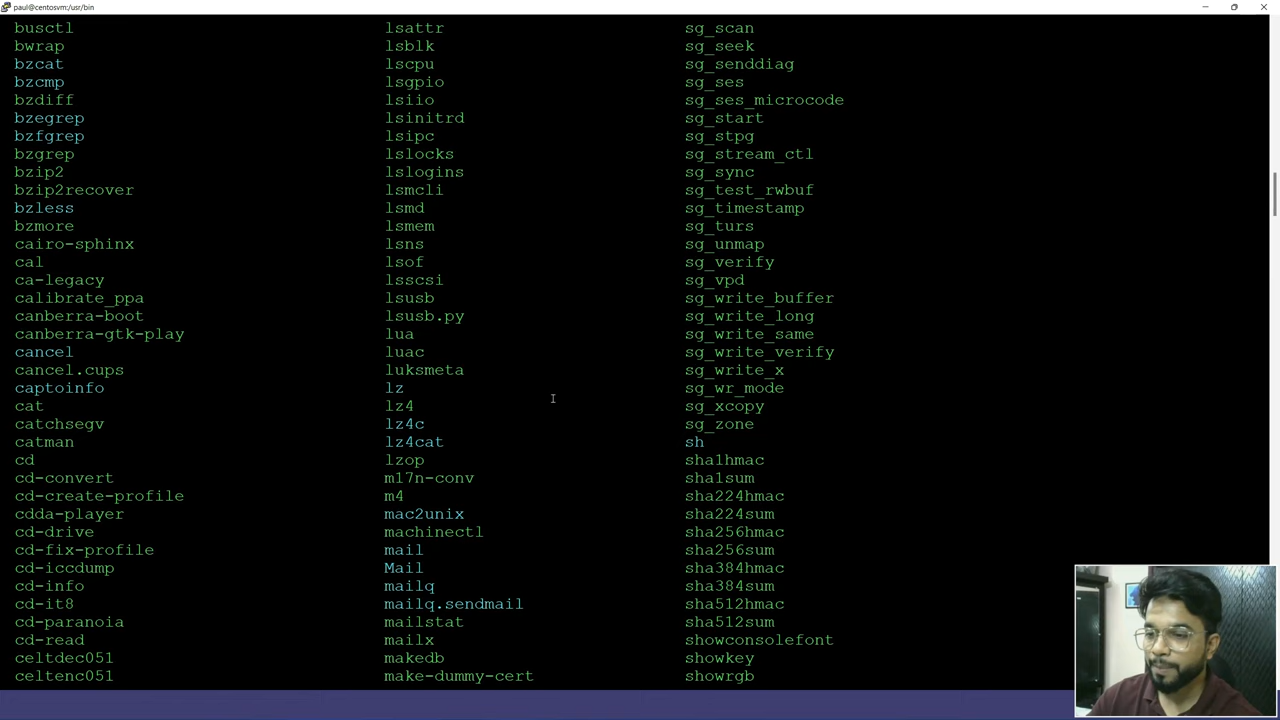 paul@centosvm:/usr/bin
busctl lsattr sg_scan
bwrap lsblk sg_seek
bzcat lscpu sg_senddiag
bzcmp lsgpio sg_ses
bzdiff lsiio sg_ses_microcode
bzegrep lsinitrd sg_start
bzfgrep lsipc sg_stpg
bzgrep lslocks sg_stream_ctl
bzip2 lslogins sg_sync
bzip2recover lsmcli sg_test_rwbuf
bzless lsmd sg_timestamp
bzmore lsmem sg_turs
cairo-sphinx lsns sg_unmap
cal lsof sg_verify
ca-legacy lsscsi sg_vpd
calibrate_ppa lsusb sg_write_buffer
canberra-boot lsusb.py sg_write_long
canberra-gtk-play lua sg_write_same
cancel luac sg_write_verify
cancel.cups luksmeta sg_write_x
captoinfo lz sg_wr_mode
cat lz4 sg_xcopy
catchsegv lz4c sg_zone
catman lz4cat sh
cd lzop sha1hmac
cd-convert m17n-conv sha1sum
cd-create-profile m4 sha224hmac
cdda-player mac2unix sha224sum
cd-drive machinectl sha256hmac
cd-fix-profile mail sha256sum
cd-iccdump Mail sha384hmac
cd-info mailq sha384sum
cd-it8 mailq.sendmail sha512hmac
cd-paranoia mailstat sha512sum
cd-read mailx showconsolefont
celtdec051 makedb showkey
celtenc051 make-dummy-cert showrgb